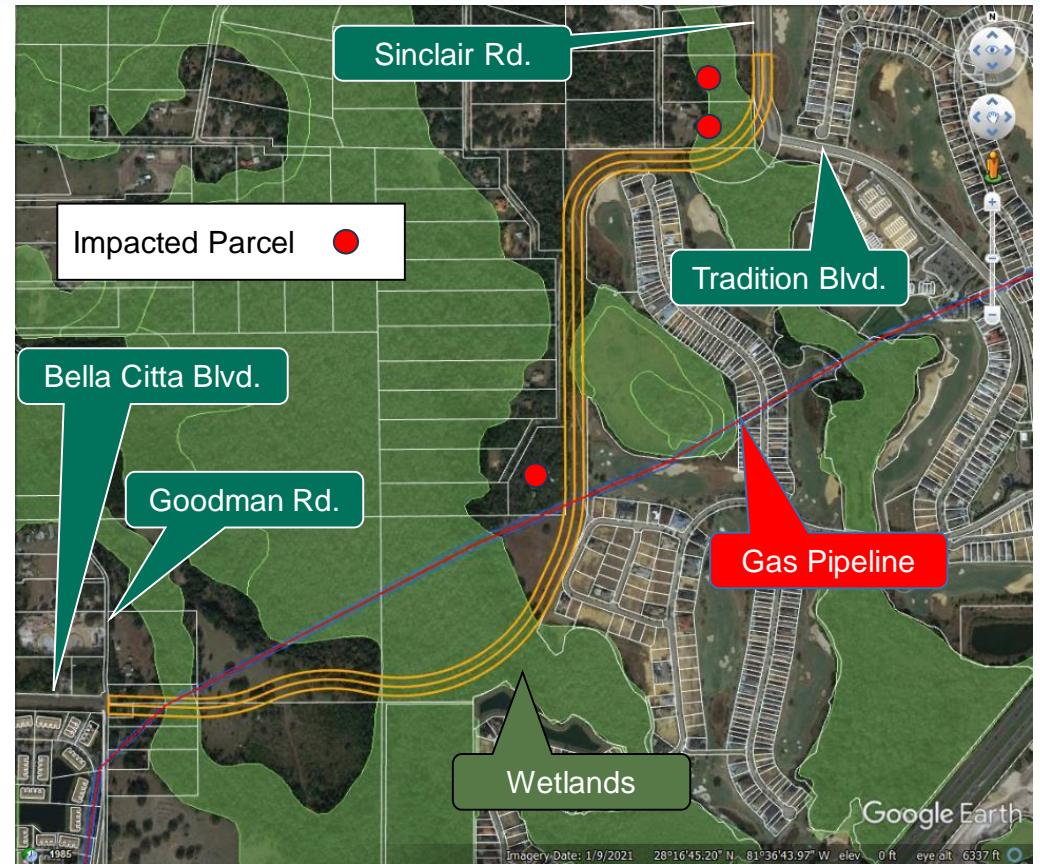 Sinclair Rd.
N
Impacted Parcel
Tradition Blvd.
Bella Citta Blvd.
Goodman Rd.
Gas Pipeline
Wetlands
Google Earth
1985
Imagery Date: 1/9/2021 28°16'45.20" N 81°36'43.97" W elev 0 ft eye alt 6337 ft